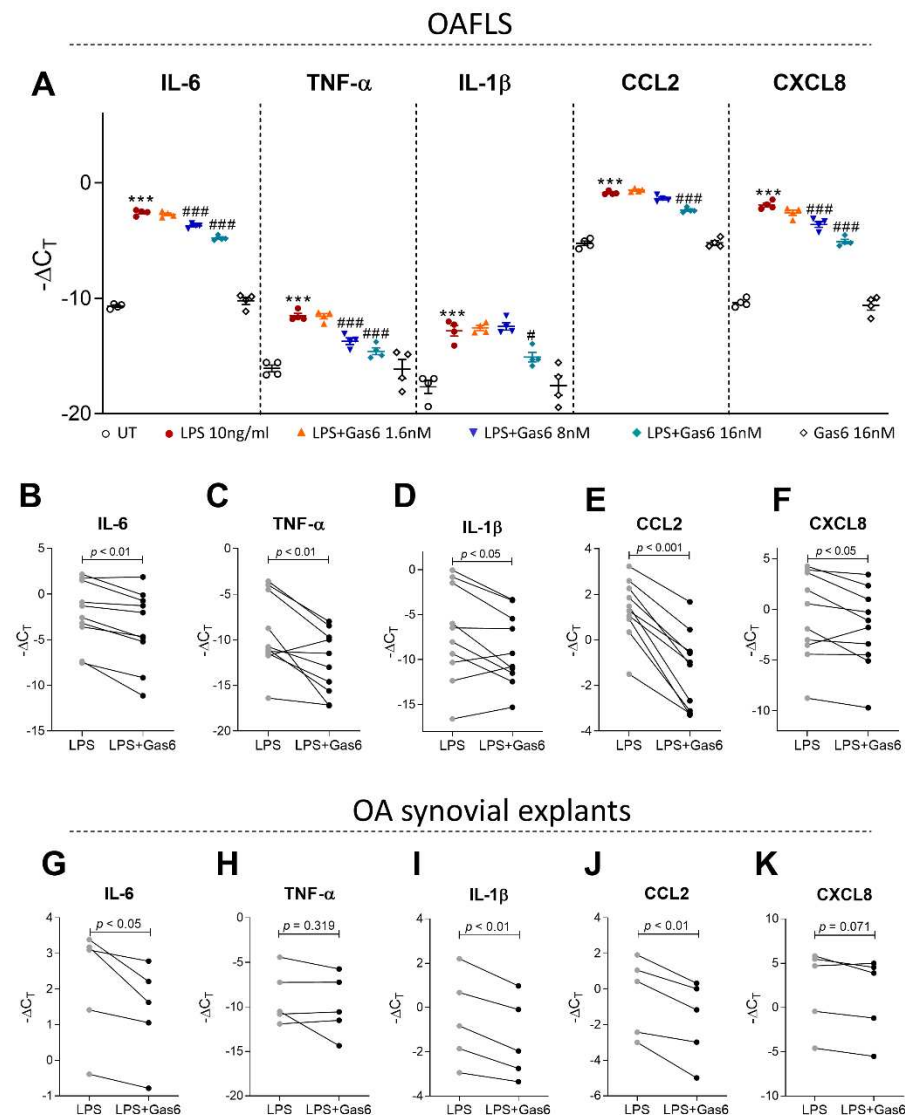 OAFLS
A
IL-6 TNF-α IL-1β CCL2 CXCL8
0
-10
-20
-ΔCT
*** ### ###
*** ### ###
*** #
*** ###
*** ### ###
UT LPS 10ng/ml LPS+Gas6 1.6nM LPS+Gas6 8nM LPS+Gas6 16nM Gas6 16nM
B
IL-6
p < 0.01
5
0
-5
-10
-15
-ΔCT
LPS LPS+Gas6
C
TNF-α
p < 0.01
0
-5
-10
-15
-20
-ΔCT
LPS LPS+Gas6
D
IL-1β
p < 0.05
0
-5
-10
-15
-ΔCT
LPS LPS+Gas6
E
CCL2
p < 0.001
4
2
0
-2
-4
-ΔCT
LPS LPS+Gas6
F
CXCL8
p < 0.05
5
0
-5
-10
-ΔCT
LPS LPS+Gas6
OA synovial explants
G
IL-6
p < 0.05
4
3
2
1
0
-1
-ΔCT
LPS LPS+Gas6
H
TNF-α
p = 0.319
0
-5
-10
-15
-20
-ΔCT
LPS LPS+Gas6
I
IL-1β
p < 0.01
4
2
0
-2
-4
-ΔCT
LPS LPS+Gas6
J
CCL2
p < 0.01
4
2
0
-2
-4
-6
-ΔCT
LPS LPS+Gas6
K
CXCL8
p = 0.071
10
5
0
-5
-10
-ΔCT
LPS LPS+Gas6